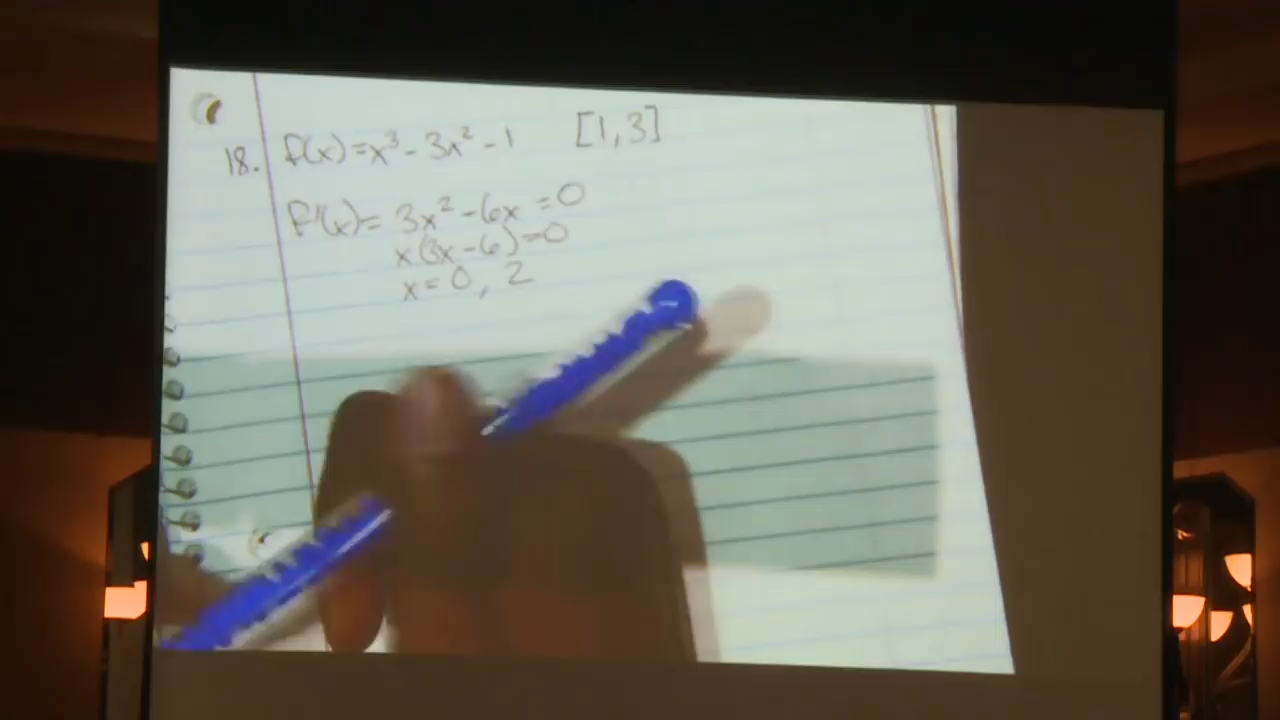 18. f(x)=x³-3x²-1 [1,3]
f'(x)= 3x²-6x =0
x(3x-6)=0
x=0, 2